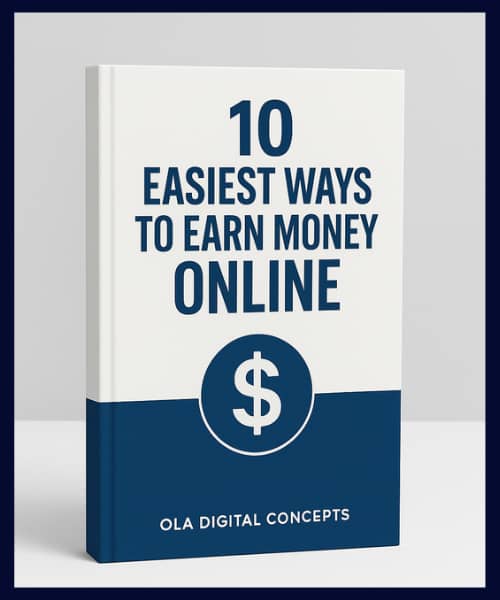 10
EASIEST WAYS
TO EARN MONEY
ONLINE
$
OLA DIGITAL CONCEPTS